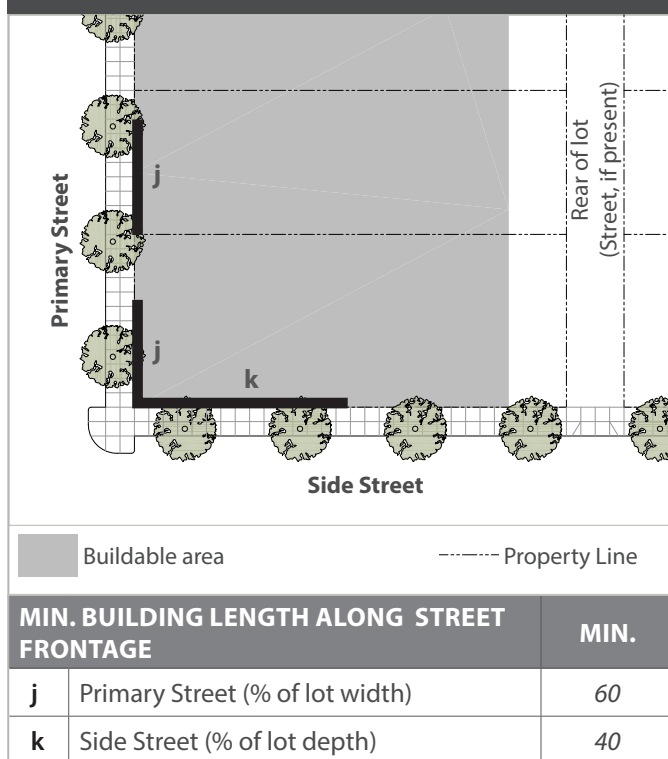 j
Primary Street
Rear of lot
(Street, if present)
j
k
Side Street
Buildable area
Property Line
MIN. BUILDING LENGTH ALONG STREET
FRONTAGE
MIN.
j Primary Street (% of lot width) 60
k Side Street (% of lot depth) 40